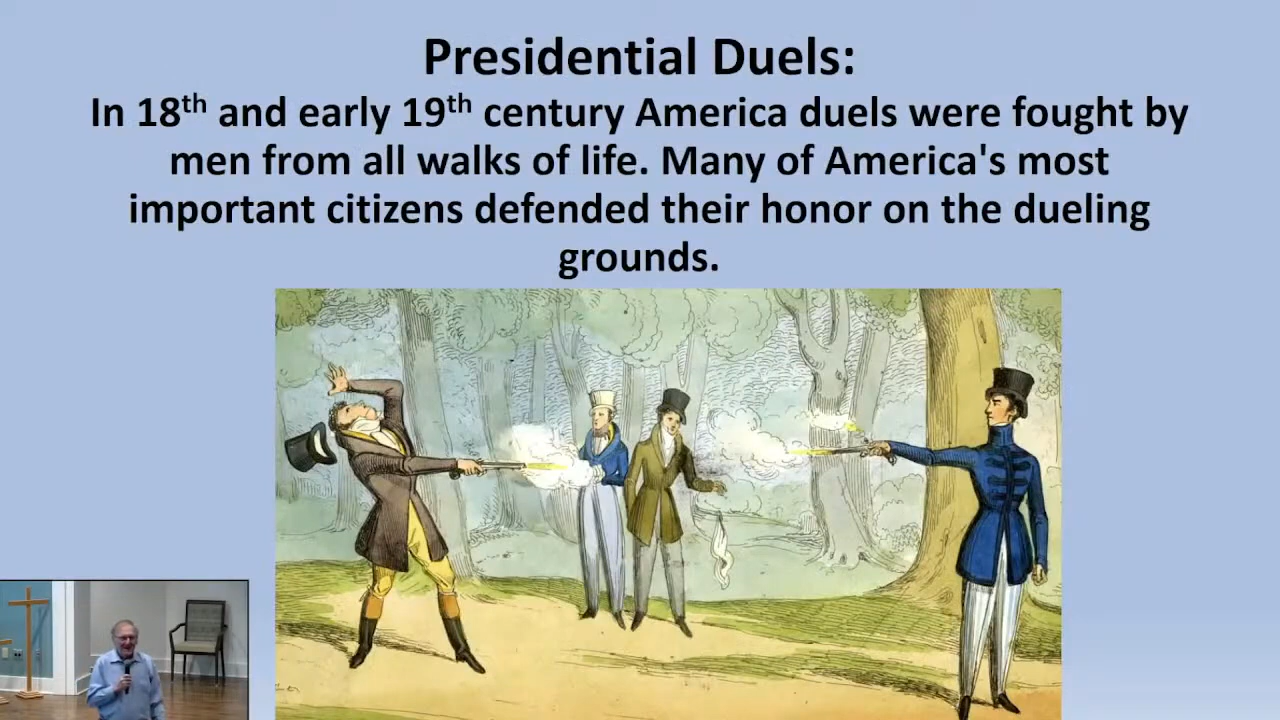 Presidential Duels:
In 18th and early 19th century America duels were fought by
men from all walks of life. Many of America's most
important citizens defended their honor on the dueling
grounds.